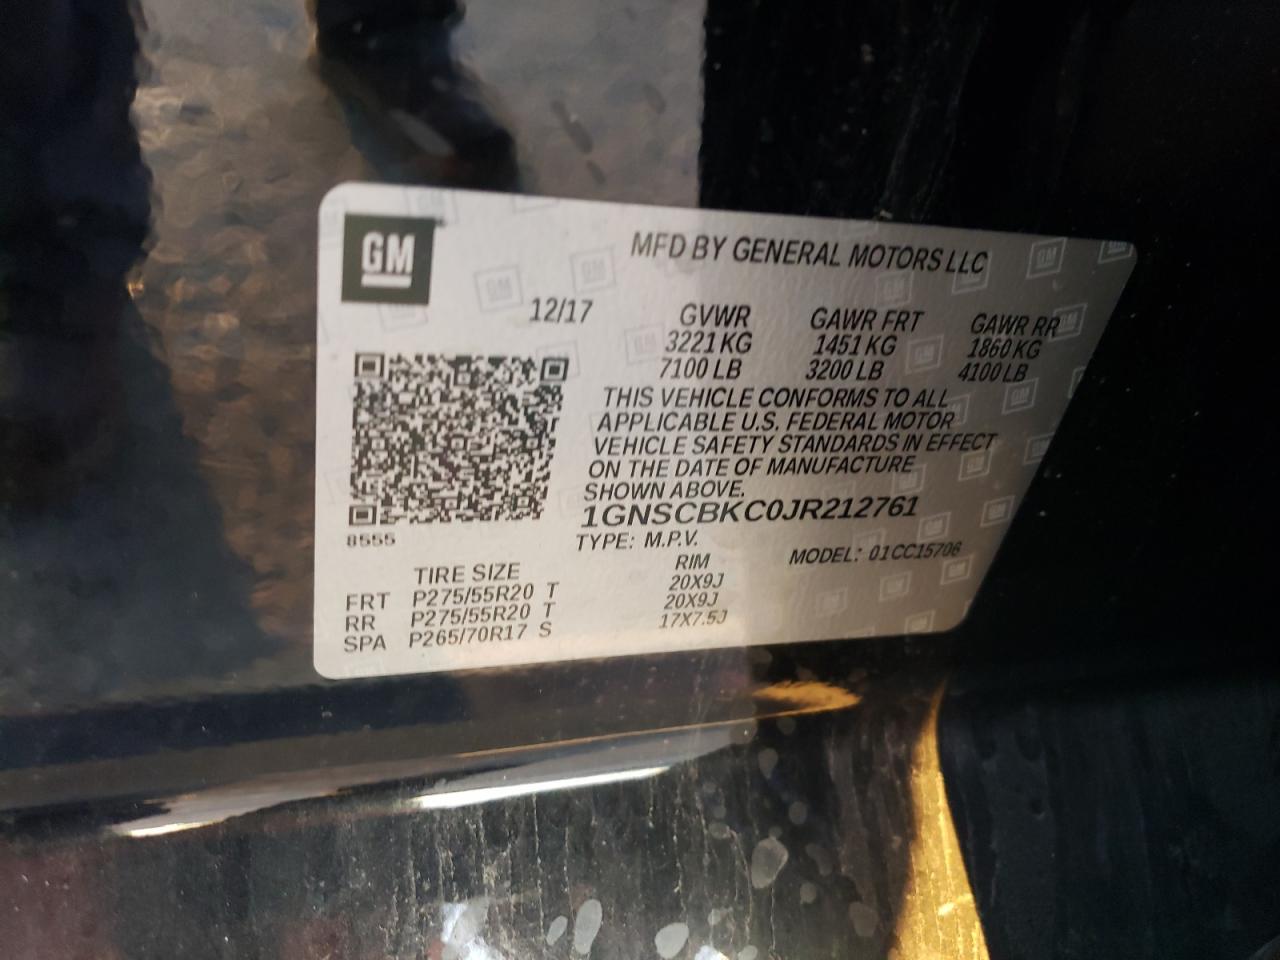 GM
MFD BY GENERAL MOTORS LLC
12/17 GVWR GAWR FRT GAWR RR
3221 KG 1451 KG 1860 KG
7100 LB 3200 LB 4100 LB
THIS VEHICLE CONFORMS TO ALL
APPLICABLE U.S. FEDERAL MOTOR
VEHICLE SAFETY STANDARDS IN EFFECT
ON THE DATE OF MANUFACTURE
SHOWN ABOVE.
1GNSCBKC0JR212761
8555
TYPE: M.P.V. MODEL: 01CC15706
TIRE SIZE RIM
FRT P275/55R20 T 20X9J
RR P275/55R20 T 20X9J
SPA P265/70R17 S 17X7.5J